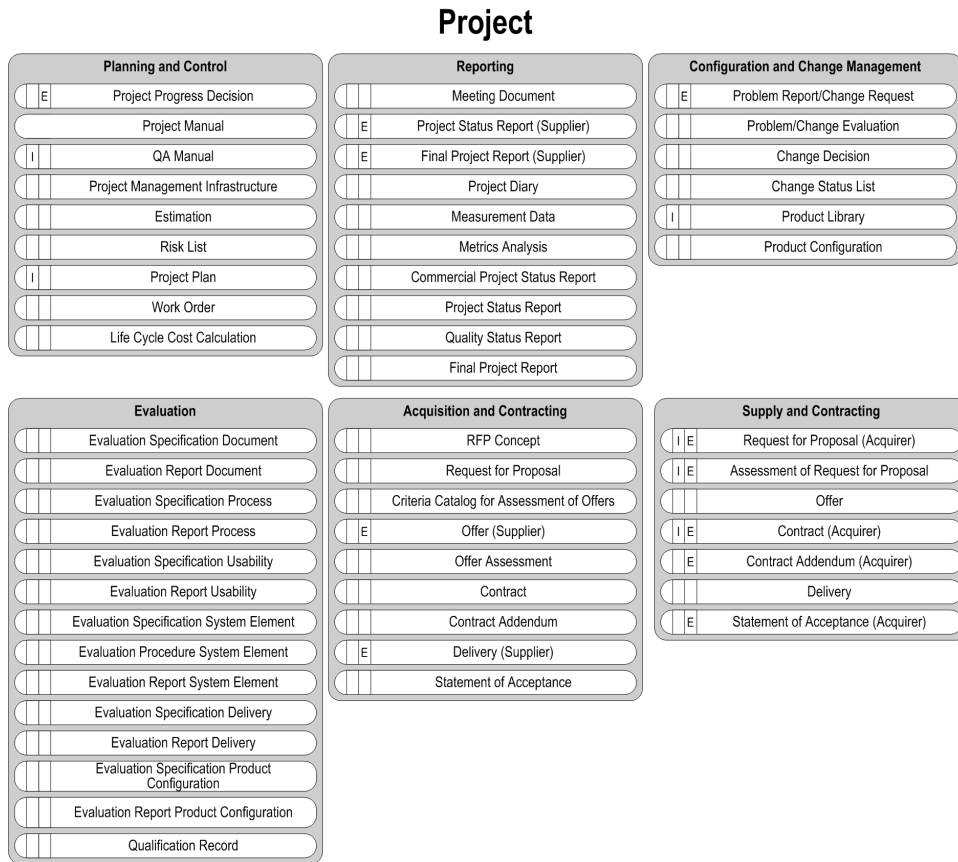 Project
Planning and Control
E Project Progress Decision
Project Manual
I QA Manual
Project Management Infrastructure
Estimation
Risk List
I Project Plan
Work Order
Life Cycle Cost Calculation
Reporting
Meeting Document
E Project Status Report (Supplier)
E Final Project Report (Supplier)
Project Diary
Measurement Data
Metrics Analysis
Commercial Project Status Report
Project Status Report
Quality Status Report
Final Project Report
Configuration and Change Management
E Problem Report/Change Request
Problem/Change Evaluation
Change Decision
Change Status List
I Product Library
Product Configuration
Evaluation
Evaluation Specification Document
Evaluation Report Document
Evaluation Specification Process
Evaluation Report Process
Evaluation Specification Usability
Evaluation Report Usability
Evaluation Specification System Element
Evaluation Procedure System Element
Evaluation Report System Element
Evaluation Specification Delivery
Evaluation Report Delivery
Evaluation Specification Product
Configuration
Evaluation Report Product Configuration
Qualification Record
Acquisition and Contracting
RFP Concept
Request for Proposal
Criteria Catalog for Assessment of Offers
E Offer (Supplier)
Offer Assessment
Contract
Contract Addendum
E Delivery (Supplier)
Statement of Acceptance
Supply and Contracting
I E Request for Proposal (Acquirer)
I E Assessment of Request for Proposal
Offer
I E Contract (Acquirer)
E Contract Addendum (Acquirer)
Delivery
E Statement of Acceptance (Acquirer)